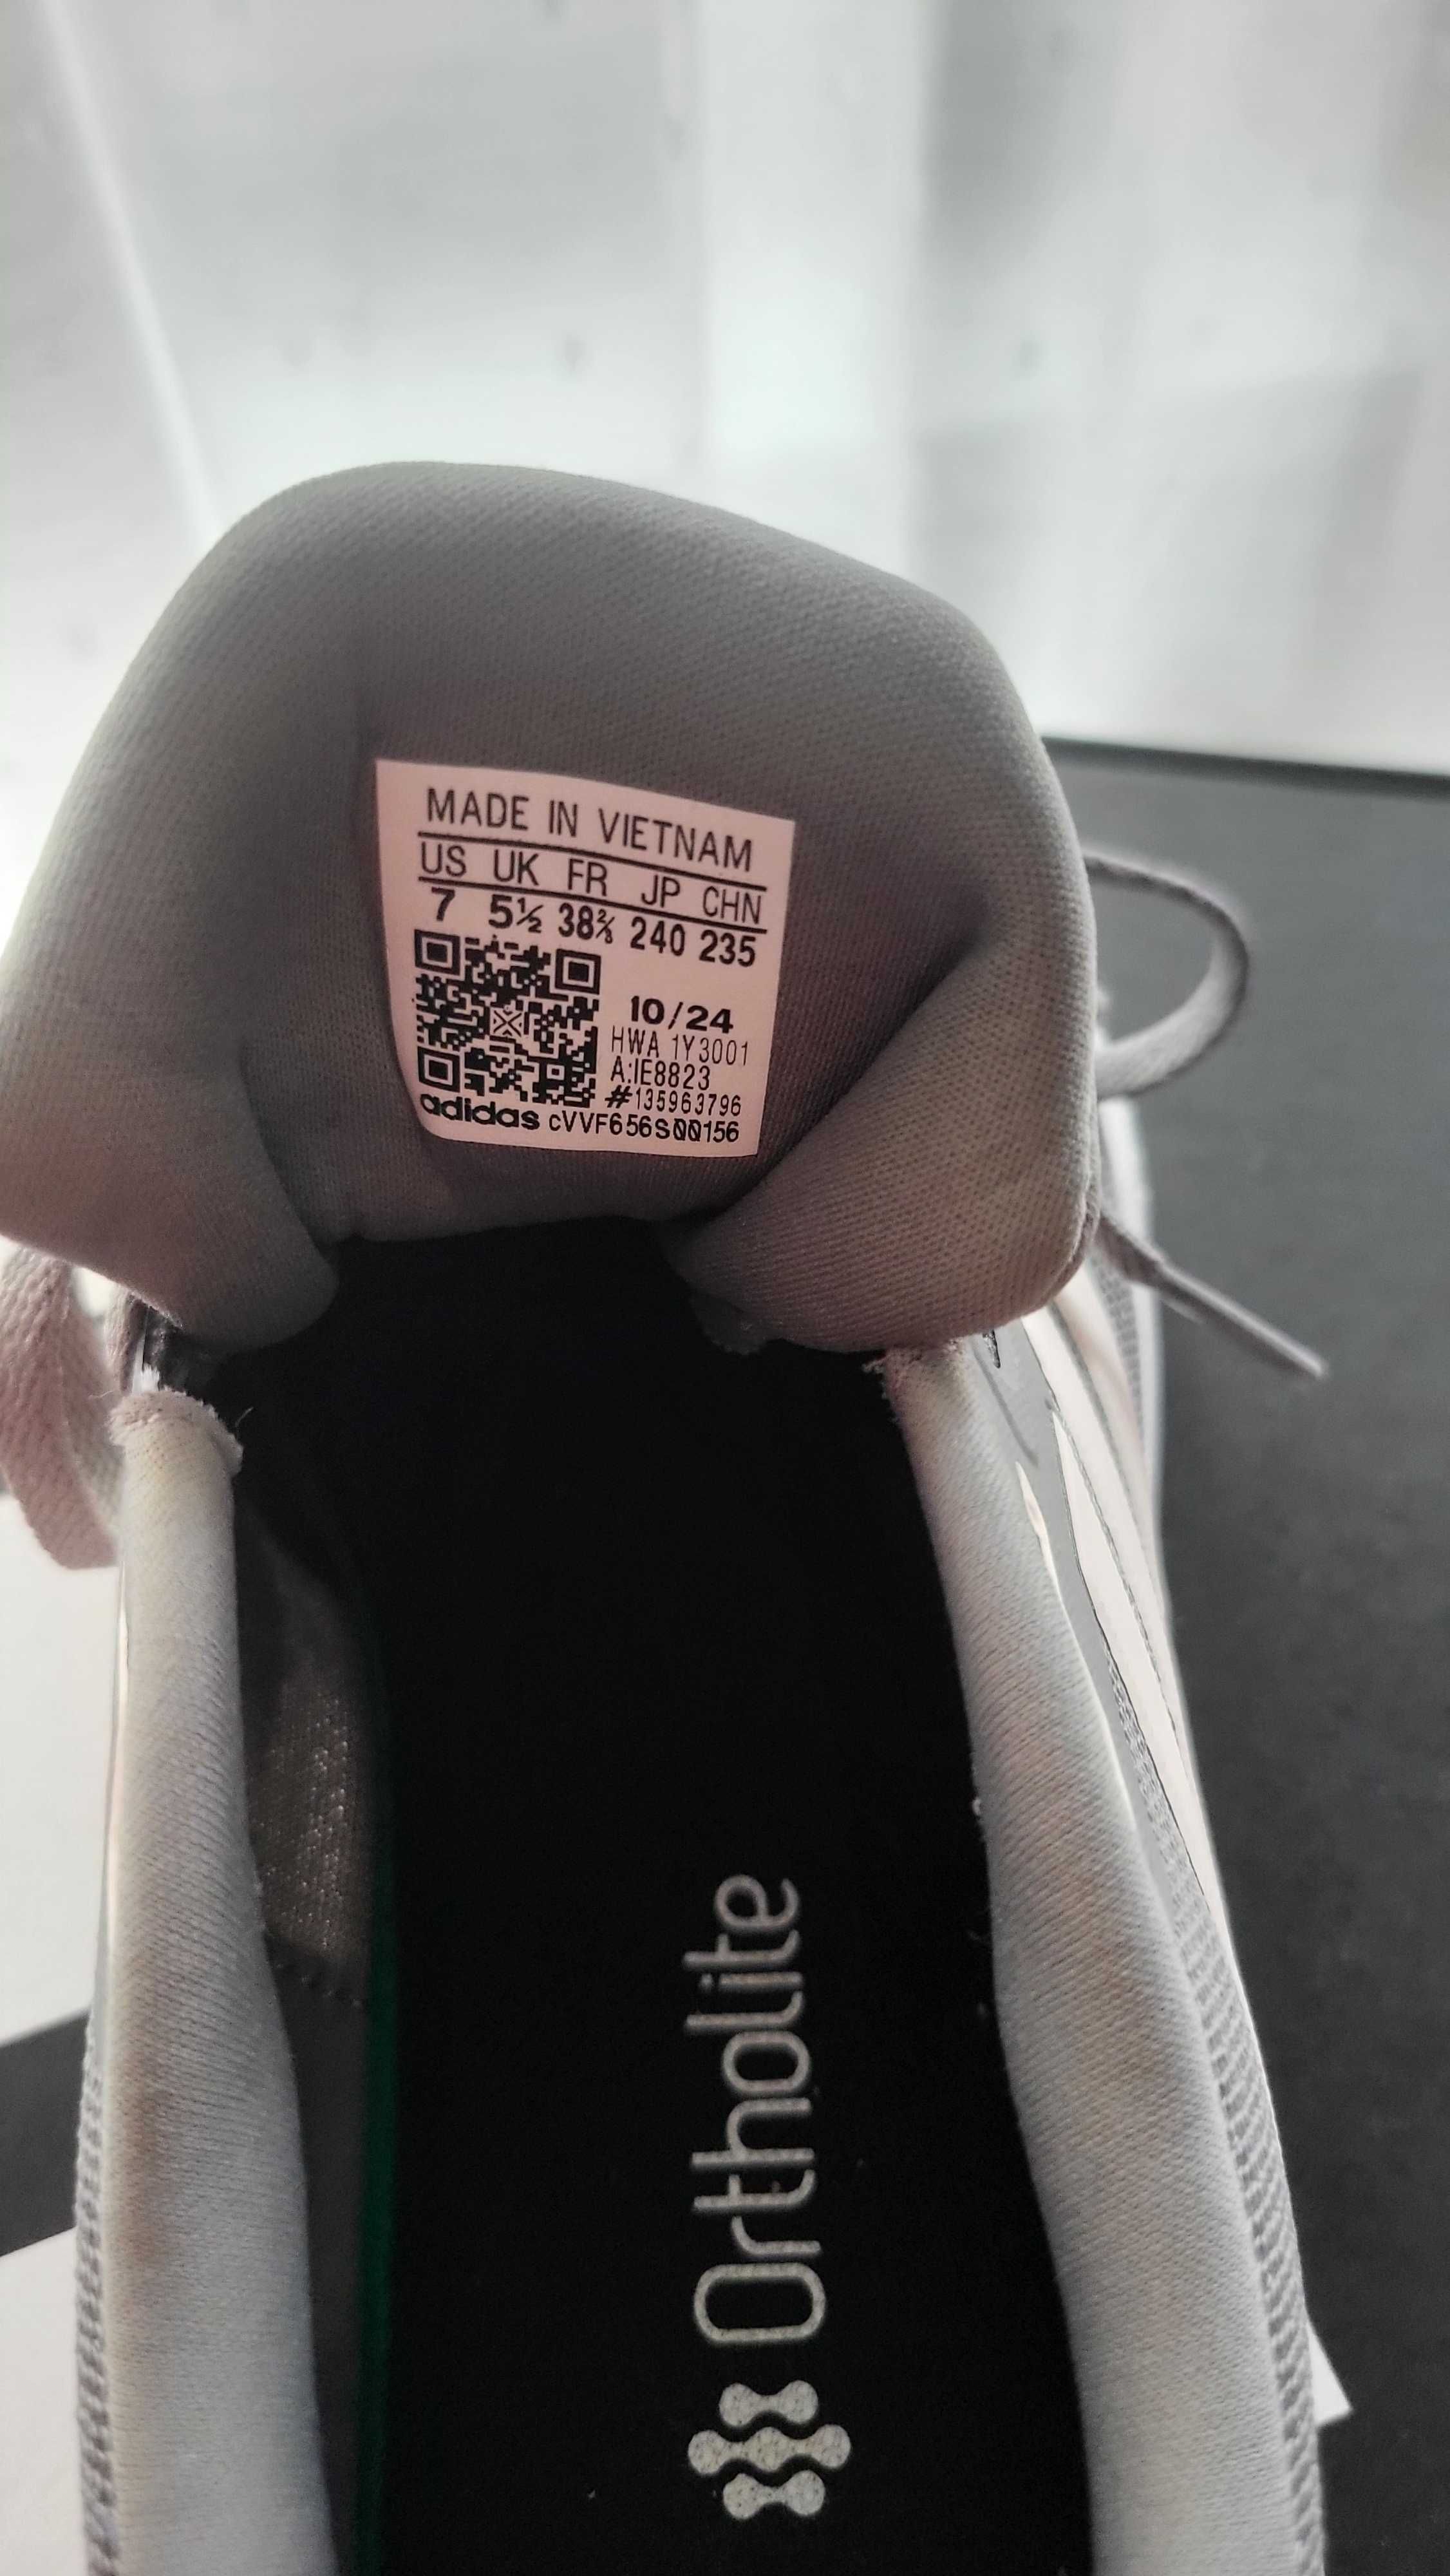 MADE IN VIETNAM
US UK FR JP CHN
7 5½ 38⅔ 240 235
10/24
HWA 1Y3001
A:IE8823
#135963796
adidas cVVF656S00156
Ortholite